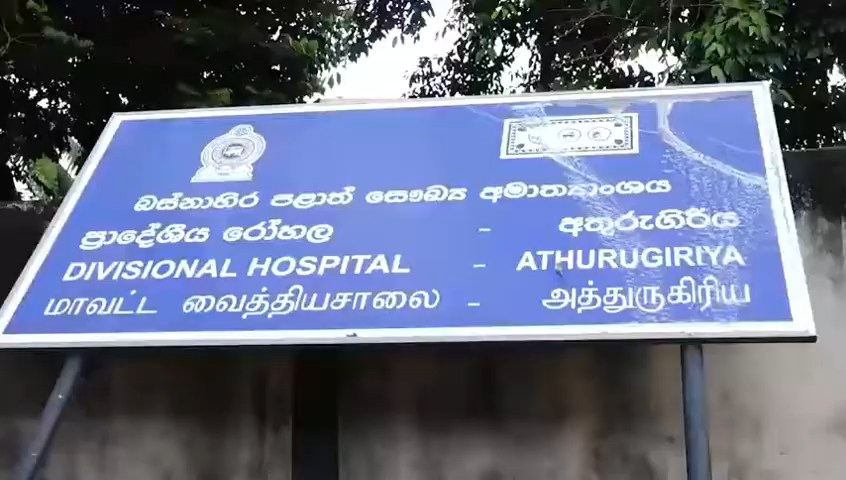 බස්නාහිර පළාත් සෞඛ්‍ය අමාත්‍යාංශය
ප්‍රාදේශීය රෝහල - අතුරුගිරිය
DIVISIONAL HOSPITAL - ATHURUGIRIYA
மாவட்ட வைத்தியசாலை - அத்துருகிரிய